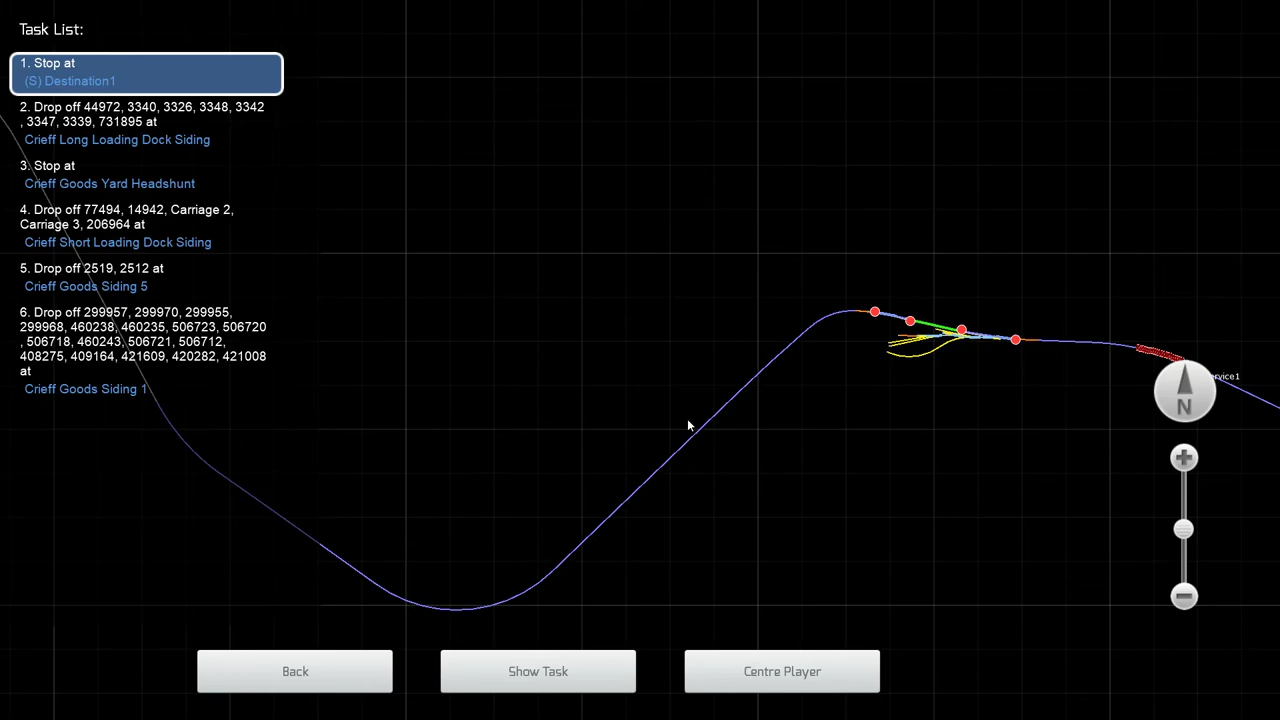 Task List:
1. Stop at
(S) Destination1
2. Drop off 44972, 3340, 3326, 3348, 3342
, 3347, 3339, 731895 at
Crieff Long Loading Dock Siding
3. Stop at
Crieff Goods Yard Headshunt
4. Drop off 77494, 14942, Carriage 2,
Carriage 3, 206964 at
Crieff Short Loading Dock Siding
5. Drop off 2519, 2512 at
Crieff Goods Siding 5
6. Drop off 299957, 299970, 299955,
299968, 460238, 460235, 506723, 506720
, 506718, 460243, 506721, 506712,
408275, 409164, 421609, 420282, 421008
at
Crieff Goods Siding 1
rvice1
N
Back
Show Task
Centre Player